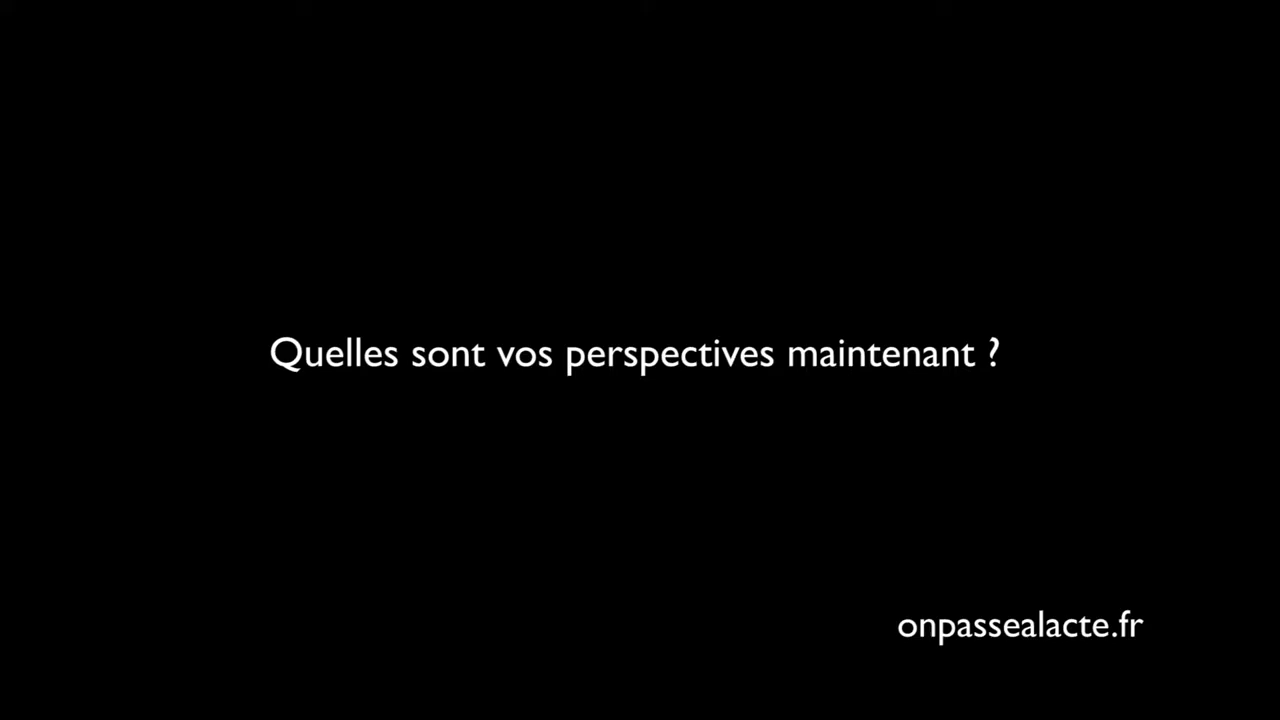 Quelles sont vos perspectives maintenant ?
onpassealacte.fr